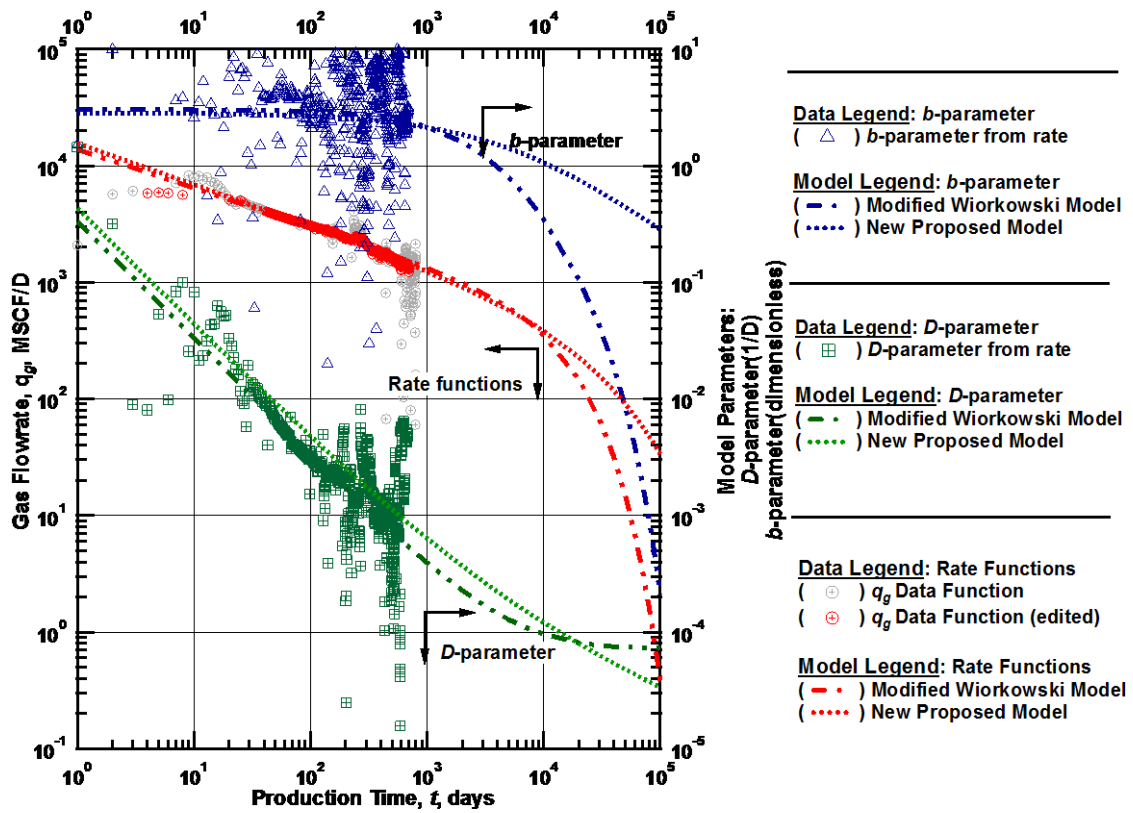 10^0 10^1 10^2 10^3 10^4 10^5
10^5
10^4
10^3
10^2
10^1
10^0
10^-1
Gas Flowrate, q_g, MSCF/D
10^1
10^0
10^-1
10^-2
10^-3
10^-4
10^-5
Model Parameters:
D-parameter(1/D)
b-parameter(dimensionless)
b-parameter
Rate functions
D-parameter
10^0 10^1 10^2 10^3 10^4 10^5
Production Time, t, days
Data Legend: b-parameter
( ) b-parameter from rate
Model Legend: b-parameter
( ) Modified Wiorkowski Model
( ) New Proposed Model
Data Legend: D-parameter
( ) D-parameter from rate
Model Legend: D-parameter
( ) Modified Wiorkowski Model
( ) New Proposed Model
Data Legend: Rate Functions
( ) q_g Data Function
( ) q_g Data Function (edited)
Model Legend: Rate Functions
( ) Modified Wiorkowski Model
( ) New Proposed Model